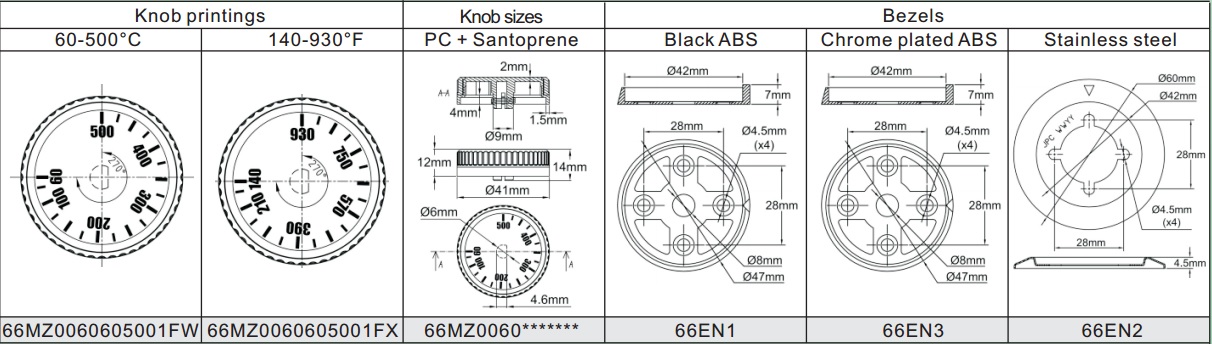 Knob printings
Knob sizes
Bezels
60-500°C
140-930°F
PC + Santoprene
Black ABS
Chrome plated ABS
Stainless steel
500
400
300
200
100
60
270°
930
750
570
390
210
140
270°
2mm
A-A
4mm
1.5mm
Ø9mm
12mm
14mm
Ø41mm
Ø6mm
500
400
300
200
100
60
A
A
4.6mm
Ø42mm
7mm
28mm
Ø4.5mm
(x4)
28mm
Ø8mm
Ø47mm
Ø42mm
7mm
28mm
Ø4.5mm
(x4)
28mm
Ø8mm
Ø47mm
Ø60mm
Ø42mm
JPC WWYY
28mm
Ø4.5mm
(x4)
28mm
4.5mm
66MZ0060605001FW
66MZ0060605001FX
66MZ0060*******
66EN1
66EN3
66EN2